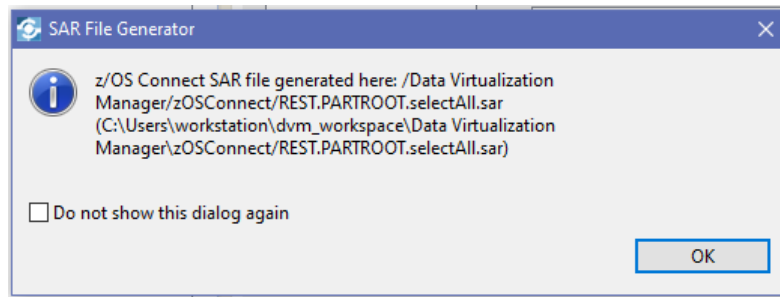 SAR File Generator
z/OS Connect SAR file generated here: /Data Virtualization
Manager/zOSConnect/REST.PARTROOT.selectAll.sar
(C:\Users\workstation\dvm_workspace\Data Virtualization
Manager\zOSConnect/REST.PARTROOT.selectAll.sar)
Do not show this dialog again
OK